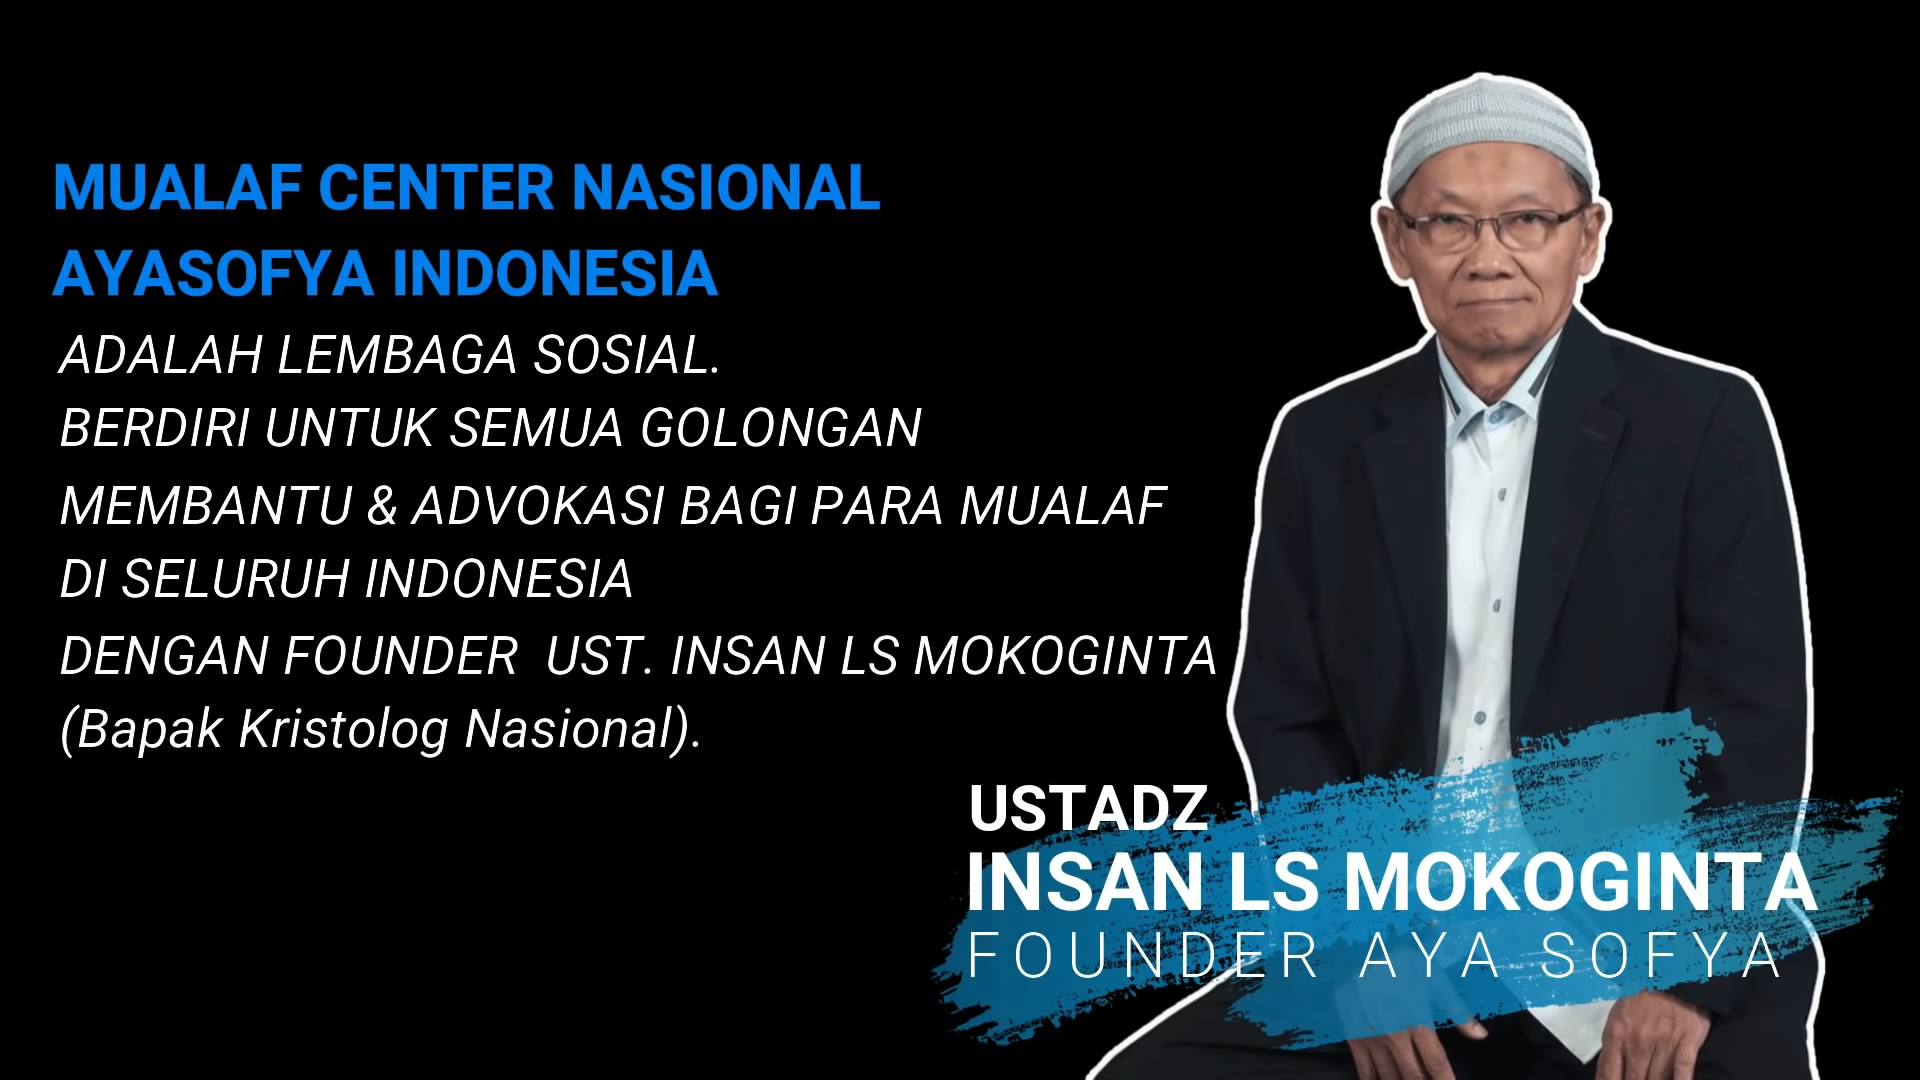 MUALAF CENTER NASIONAL
AYASOFYA INDONESIA
ADALAH LEMBAGA SOSIAL.
BERDIRI UNTUK SEMUA GOLONGAN
MEMBANTU & ADVOKASI BAGI PARA MUALAF
DI SELURUH INDONESIA
DENGAN FOUNDER UST. INSAN LS MOKOGINTA
(Bapak Kristolog Nasional).
USTADZ
INSAN LS MOKOGINTA
FOUNDER AYA SOFYA